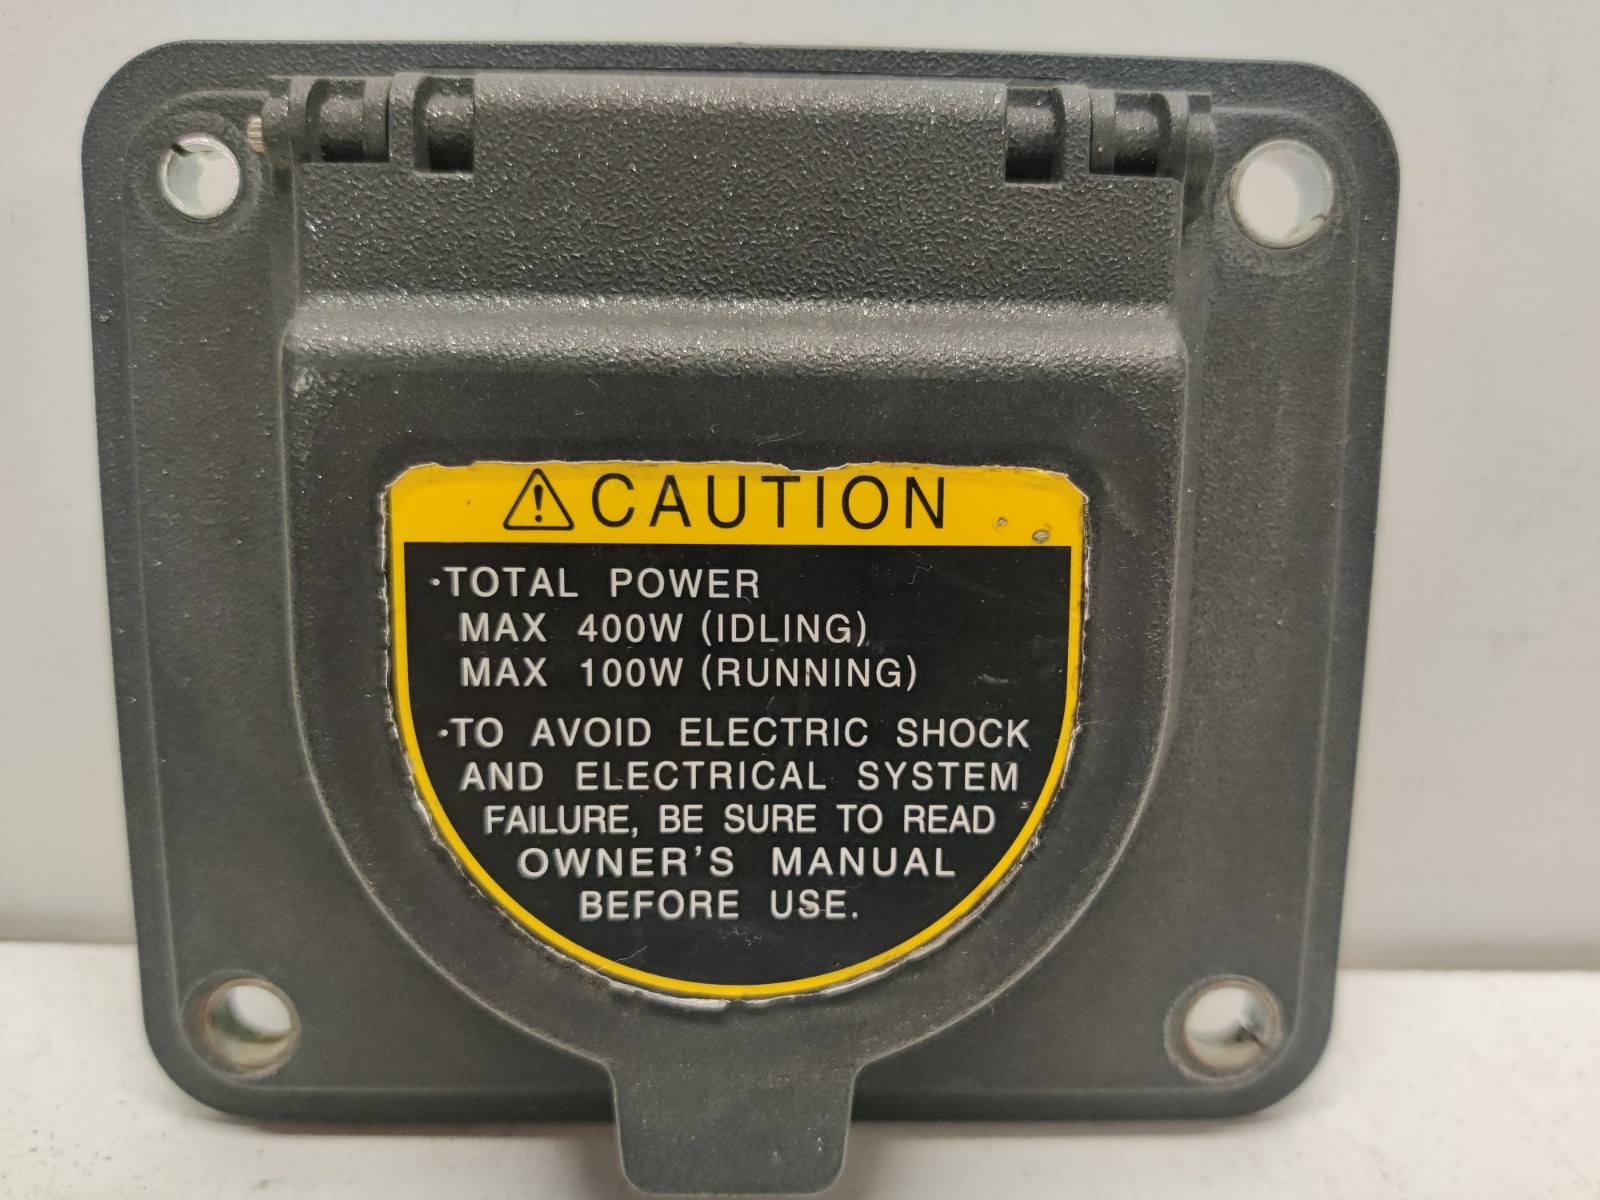 ⚠ CAUTION
·TOTAL POWER
MAX 400W (IDLING)
MAX 100W (RUNNING)
·TO AVOID ELECTRIC SHOCK
AND ELECTRICAL SYSTEM
FAILURE, BE SURE TO READ
OWNER'S MANUAL
BEFORE USE.